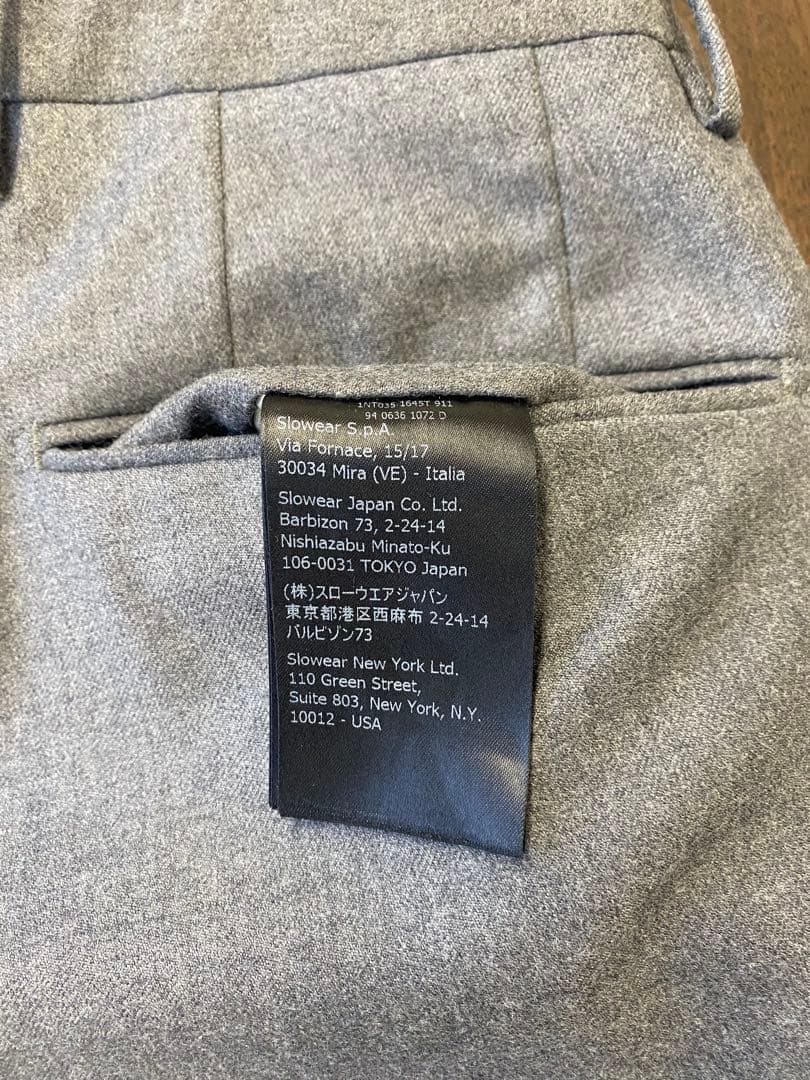 1NT035 1645T 911
94 0636 1072 D
Slowear S.p.A
Via Fornace, 15/17
30034 Mira (VE) - Italia
Slowear Japan Co. Ltd.
Barbizon 73, 2-24-14
Nishiazabu Minato-Ku
106-0031 TOKYO Japan
(株)スローウエアジャパン
東京都港区西麻布 2-24-14
バルビゾン73
Slowear New York Ltd.
110 Green Street,
Suite 803, New York, N.Y.
10012 - USA